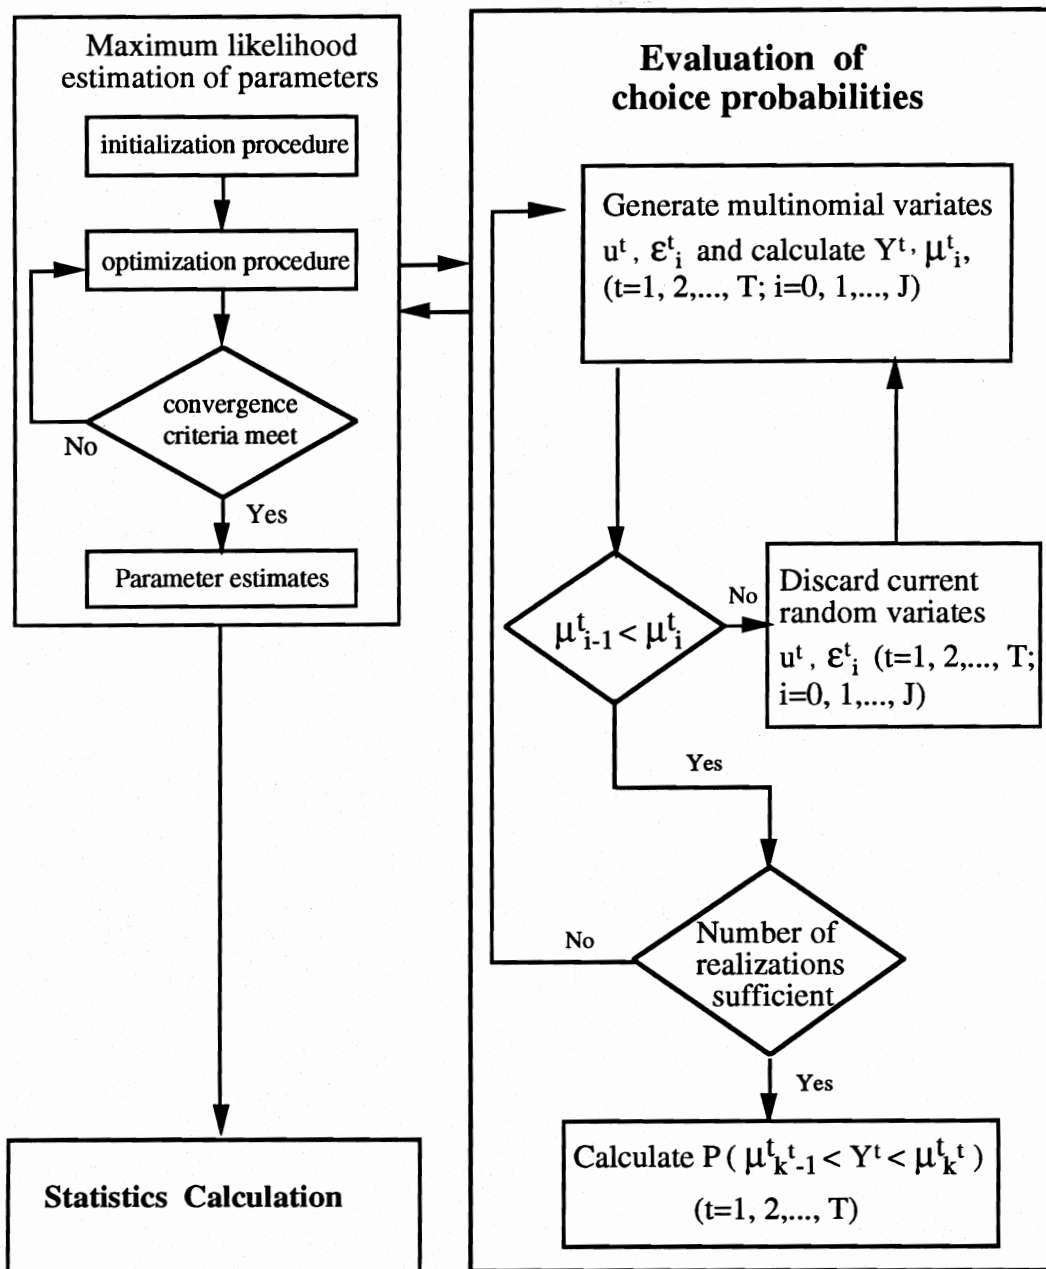 Maximum likelihood
estimation of parameters
initialization procedure
optimization procedure
convergence
criteria meet
No
Yes
Parameter estimates
Statistics Calculation
Evaluation of
choice probabilities
Generate multinomial variates
uᵗ, εᵗᵢ and calculate Yᵗ, μᵗᵢ,
(t=1, 2,..., T; i=0, 1,..., J)
μᵗᵢ₋₁ < μᵗᵢ
No
Discard current
random variates
uᵗ, εᵗᵢ (t=1, 2,..., T;
i=0, 1,..., J)
Yes
Number of
realizations
sufficient
No
Yes
Calculate P ( μᵗ_kᵗ-1 < Yᵗ < μᵗ_kᵗ )
(t=1, 2,..., T)